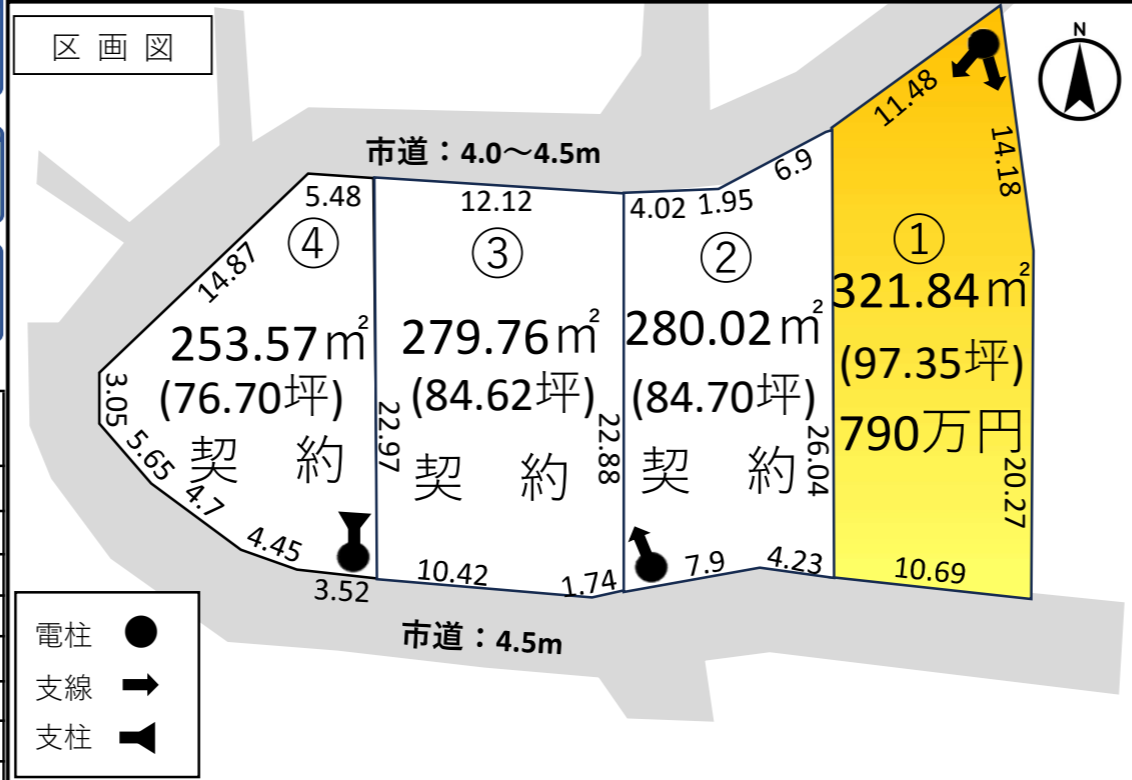 区画図
N
市道：4.0～4.5m
11.48
14.18
6.9
5.48
12.12
4.02
1.95
④
③
②
①
14.87
253.57㎡
(76.70坪)
契 約
279.76㎡
(84.62坪)
契 約
280.02㎡
(84.70坪)
契 約
321.84㎡
(97.35坪)
790万円
3.05
5.65
4.7
4.45
3.52
22.97
10.42
1.74
22.88
7.9
4.23
26.04
10.69
20.27
市道：4.5m
電柱
支線
支柱